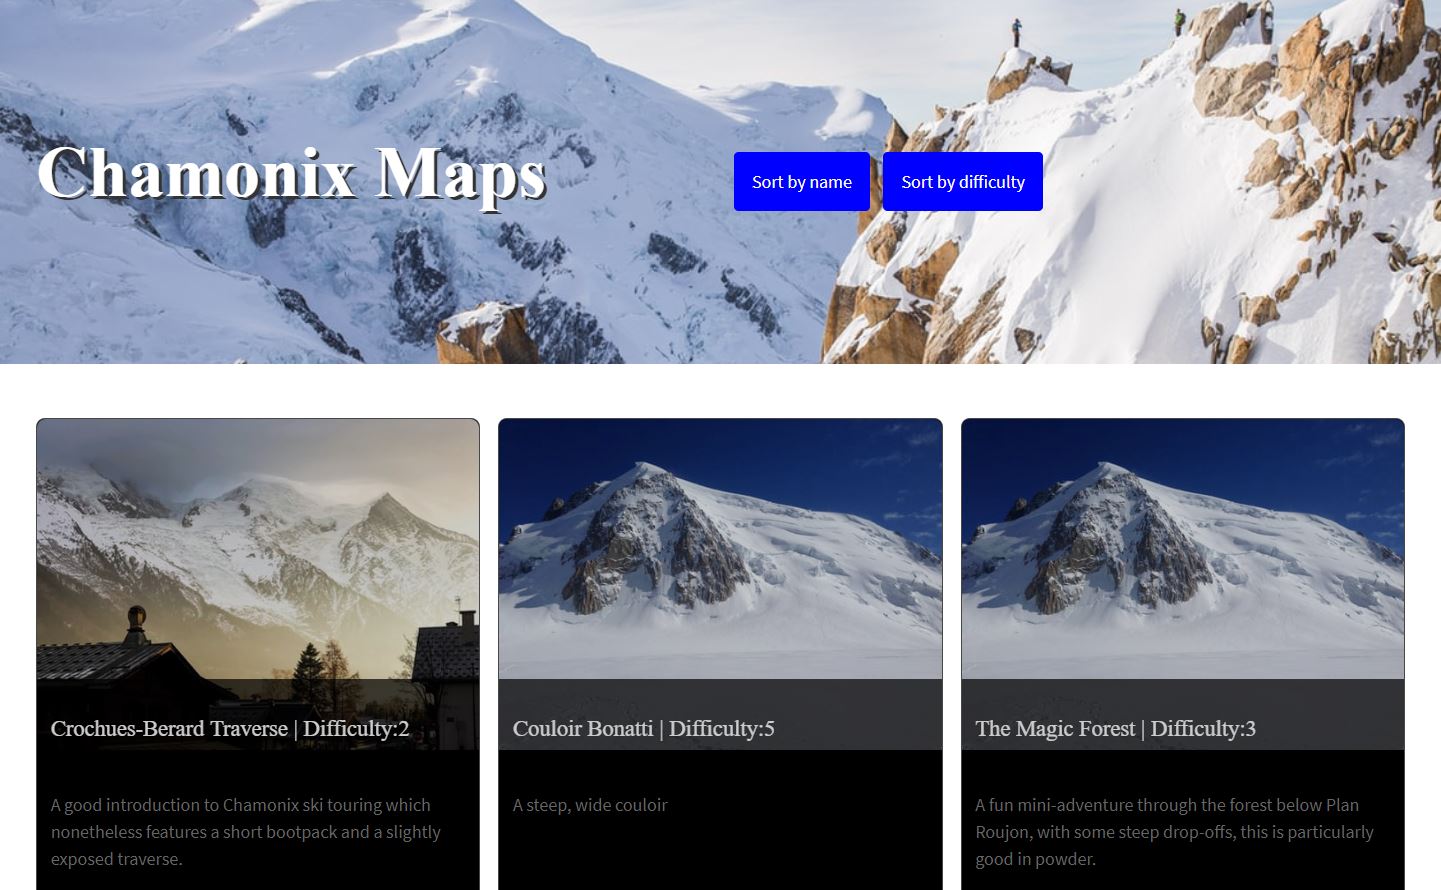 Chamonix Maps
Sort by name
Sort by difficulty
Crochues-Berard Traverse | Difficulty:2
A good introduction to Chamonix ski touring which
nonetheless features a short bootpack and a slightly
exposed traverse.
Couloir Bonatti | Difficulty:5
A steep, wide couloir
The Magic Forest | Difficulty:3
A fun mini-adventure through the forest below Plan
Roujon, with some steep drop-offs, this is particularly
good in powder.